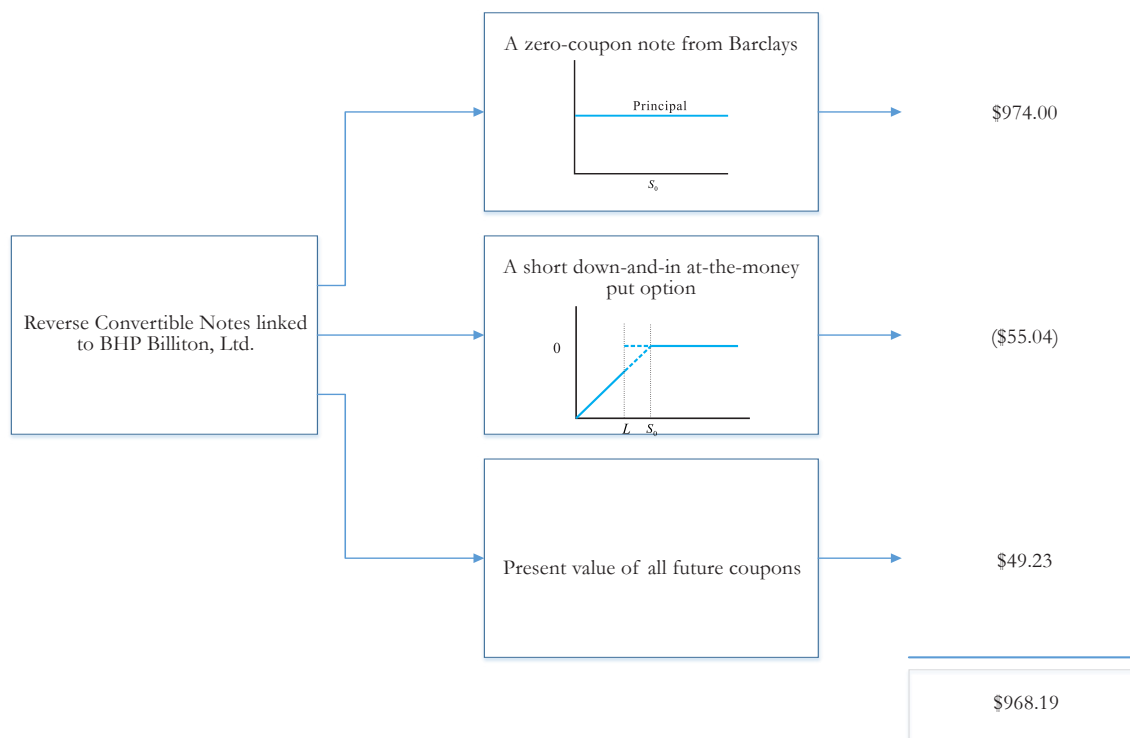 A zero-coupon note from Barclays
Principal
S₀
$974.00
Reverse Convertible Notes linked
to BHP Billiton, Ltd.
A short down-and-in at-the-money
put option
0
L S₀
($55.04)
Present value of all future coupons
$49.23
$968.19